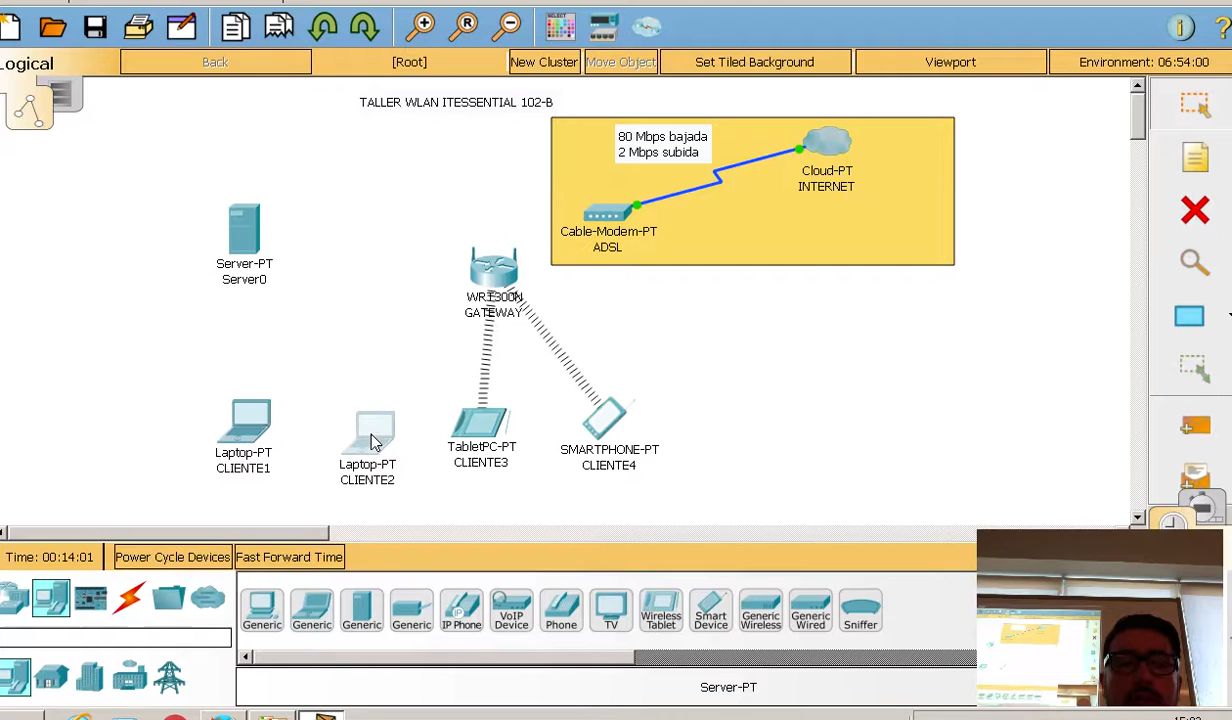 Logical
Back
[Root]
New Cluster
Move Object
Set Tiled Background
Viewport
Environment: 06:54:00
TALLER WLAN ITESSENTIAL 102-B
80 Mbps bajada
2 Mbps subida
Cloud-PT
INTERNET
Cable-Modem-PT
ADSL
Server-PT
Server0
WRT300N
GATEWAY
Laptop-PT
CLIENTE1
Laptop-PT
CLIENTE2
TabletPC-PT
CLIENTE3
SMARTPHONE-PT
CLIENTE4
Time: 00:14:01
Power Cycle Devices
Fast Forward Time
Generic
Generic
Generic
Generic
IP Phone
VoIP
Device
Phone
TV
Wireless
Tablet
Smart
Device
Generic
Wireless
Generic
Wired
Sniffer
Server-PT
SELECT
R
IP